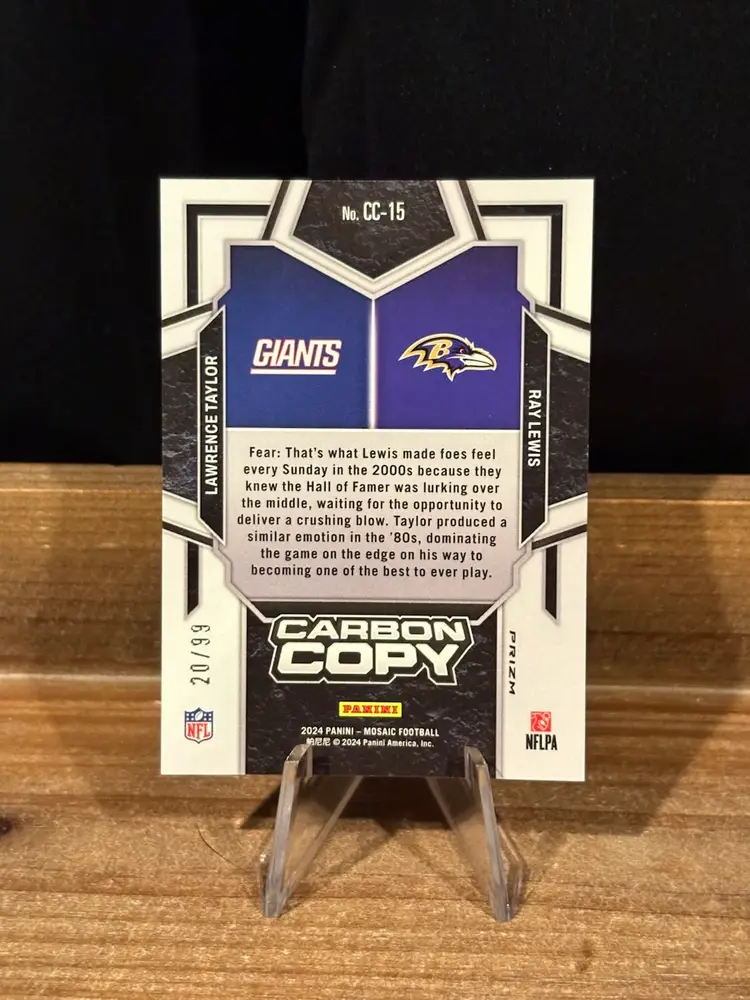 No. CC-15
GIANTS
B
LAWRENCE TAYLOR
RAY LEWIS
Fear: That's what Lewis made foes feel
every Sunday in the 2000s because they
knew the Hall of Famer was lurking over
the middle, waiting for the opportunity to
deliver a crushing blow. Taylor produced a
similar emotion in the '80s, dominating
the game on the edge on his way to
becoming one of the best to ever play.
20/99
CARBON
COPY
PRIZM
PANINI
NFL
NFLPA
2024 PANINI – MOSAIC FOOTBALL
帕尼尼 © 2024 Panini America, Inc.